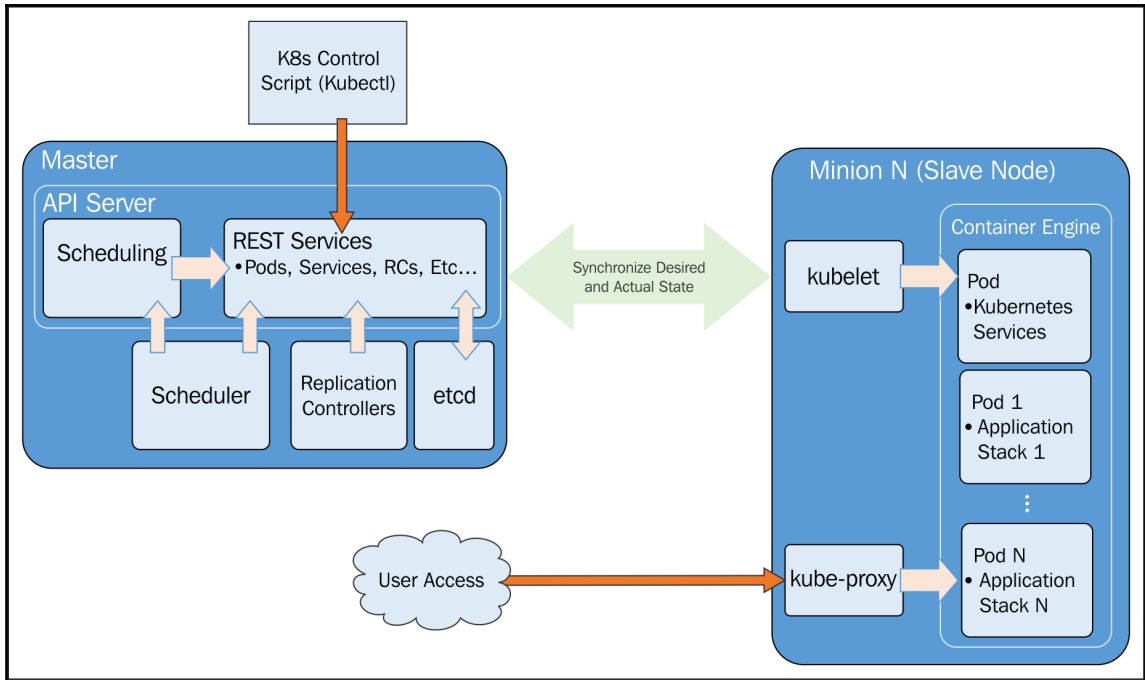 K8s Control
Script (Kubectl)
Master
API Server
Scheduling
REST Services
•Pods, Services, RCs, Etc...
Scheduler
Replication
Controllers
etcd
Synchronize Desired
and Actual State
Minion N (Slave Node)
Container Engine
kubelet
Pod
•Kubernetes
Services
Pod 1
• Application
Stack 1
⋮
User Access
kube-proxy
Pod N
• Application
Stack N